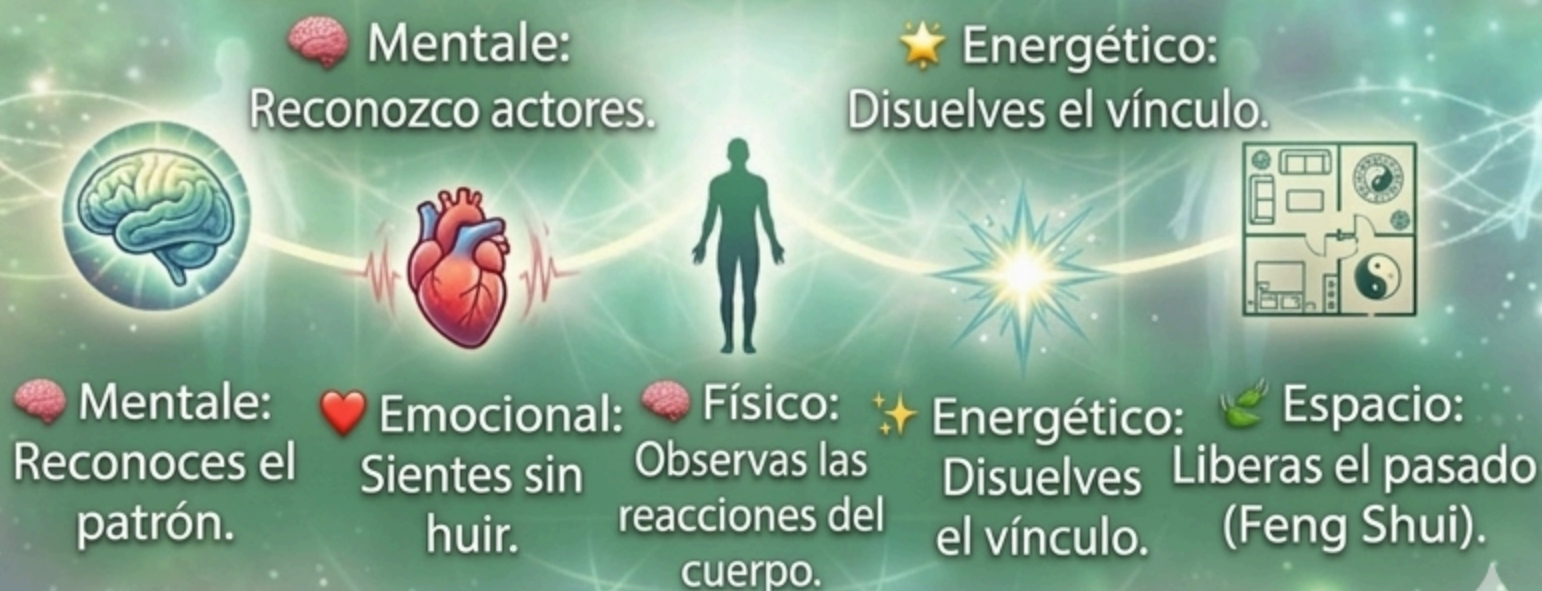 🧠 Mentale:
Reconozco actores.
🌟 Energético:
Disuelves el vínculo.
🧠 Mentale:
Reconoces el
patrón.
❤️ Emocional:
Sientes sin
huir.
🧠 Físico:
Observas las
reacciones del
cuerpo.
✨ Energético:
Disuelves
el vínculo.
🌿 Espacio:
Liberas el pasado
(Feng Shui).